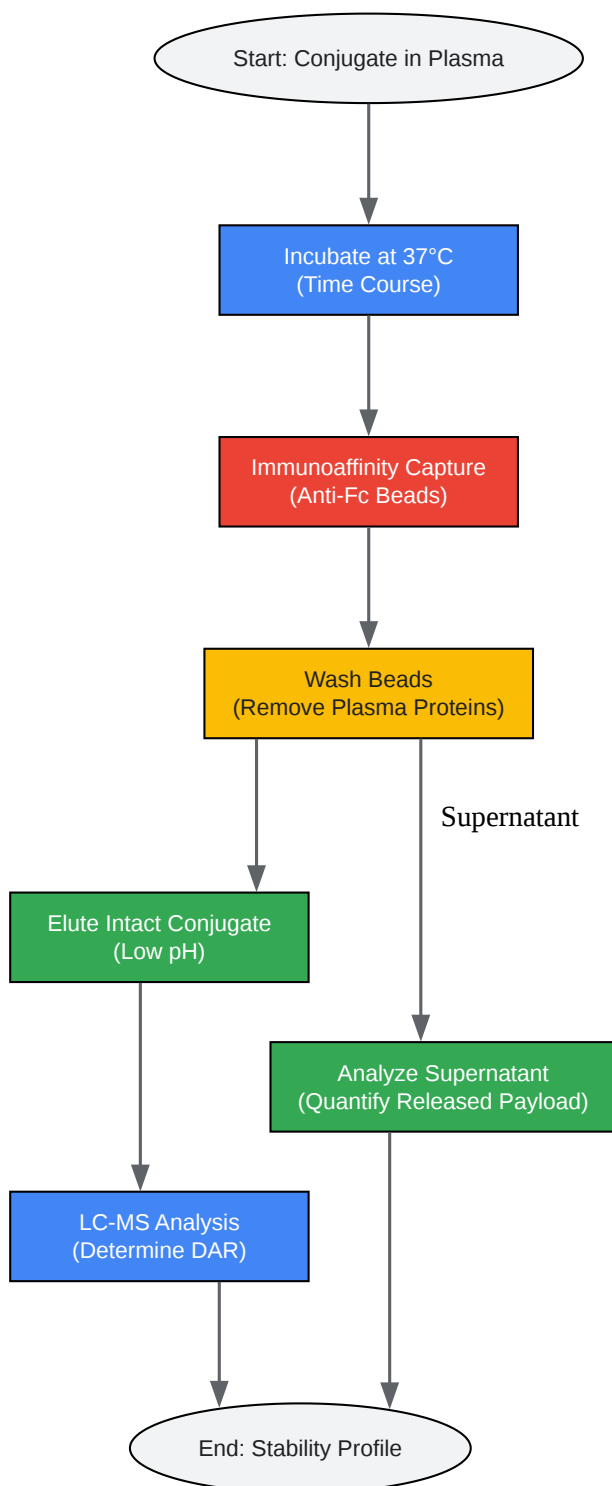 Start: Conjugate in Plasma
Incubate at 37°C
(Time Course)
Immunoaffinity Capture
(Anti-Fc Beads)
Wash Beads
(Remove Plasma Proteins)
Supernatant
Elute Intact Conjugate
(Low pH)
Analyze Supernatant
(Quantify Released Payload)
LC-MS Analysis
(Determine DAR)
End: Stability Profile